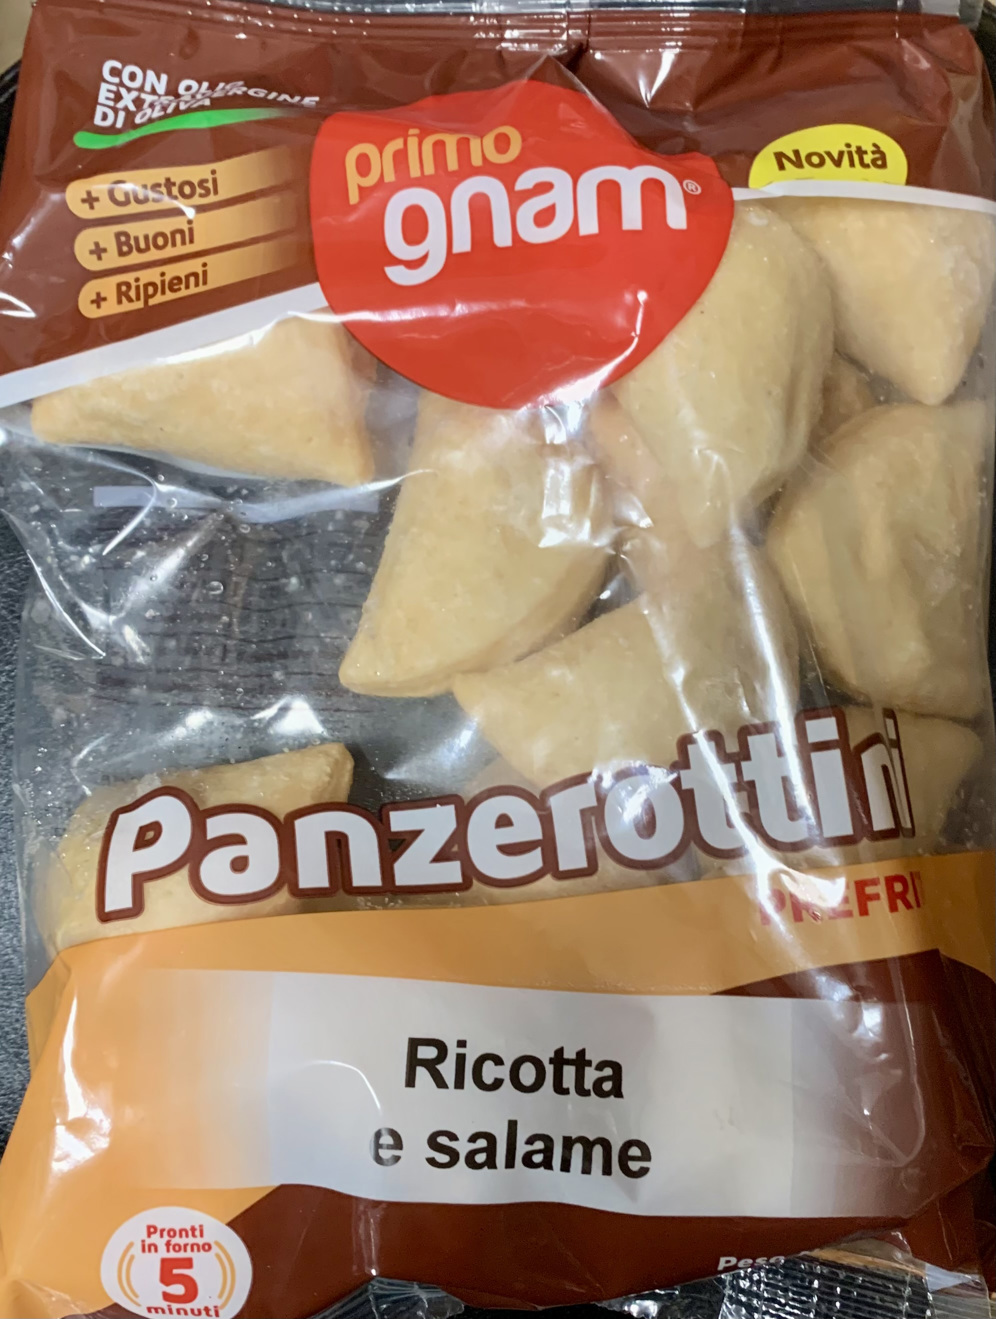 CON OLIO
EXTRAVERGINE
DI OLIVA
+ Gustosi
+ Buoni
+ Ripieni
primo
gnam®
Novità
Panzerottini
Ricotta
e salame
Pronti
in forno
5
minuti
Peso